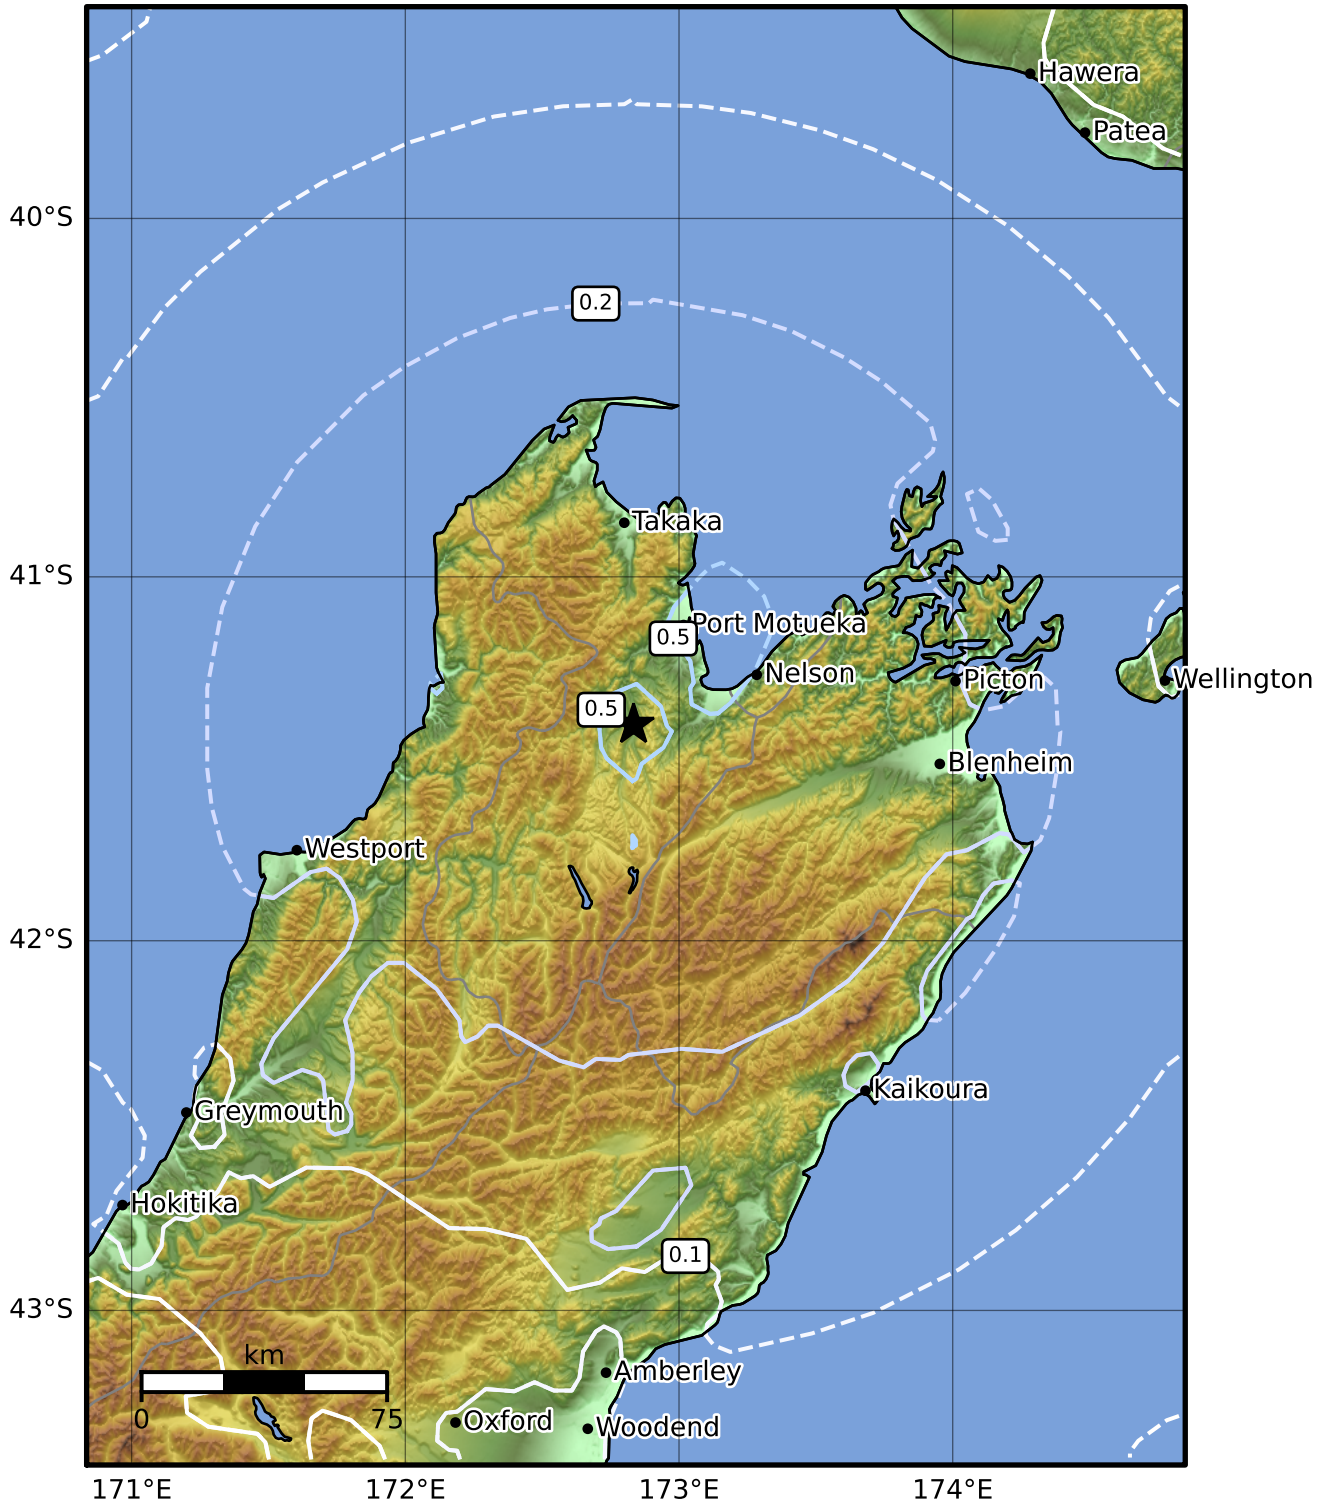 Hawera
Patea
40°S
0.2
Takaka
41°S
Port Motueka
0.5
Nelson
Picton
Wellington
0.5
Blenheim
Westport
42°S
Kaikoura
Greymouth
Hokitika
0.1
43°S
km
Amberley
0
75
Oxford
Woodend
171°E
172°E
173°E
174°E